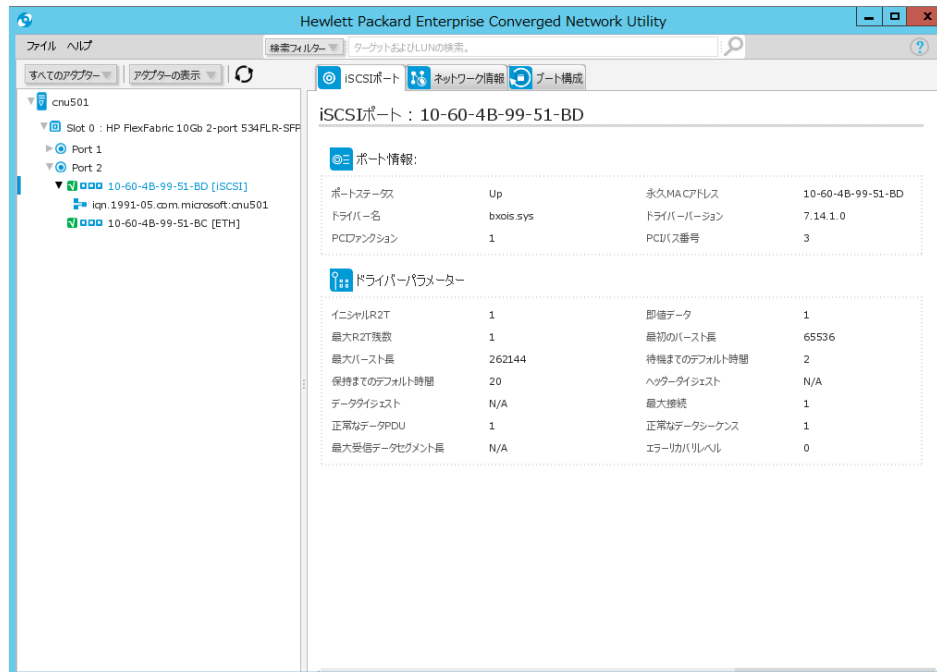 Hewlett Packard Enterprise Converged Network Utility
ファイル ヘルプ
検索フィルター ターゲットおよびLUNの検索。
すべてのアダプター アダプターの表示
iSCSIポート ネットワーク情報 ブート構成
cnu501
Slot 0 : HP FlexFabric 10Gb 2-port 534FLR-SFP
Port 1
Port 2
10-60-4B-99-51-BD [iSCSI]
iqn.1991-05.com.microsoft:cnu501
10-60-4B-99-51-BC [ETH]
iSCSIポート : 10-60-4B-99-51-BD
ポート情報:
ポートステータス Up 永久MACアドレス 10-60-4B-99-51-BD
ドライバー名 bxois.sys ドライバーバージョン 7.14.1.0
PCIファンクション 1 PCIバス番号 3
ドライバーパラメーター
イニシャルR2T 1 即値データ 1
最大R2T残数 1 最初のバースト長 65536
最大バースト長 262144 待機までのデフォルト時間 2
保持までのデフォルト時間 20 ヘッダーダイジェスト N/A
データダイジェスト N/A 最大接続 1
正常なデータPDU 1 正常なデータシーケンス 1
最大受信データセグメント長 N/A エラーリカバリレベル 0